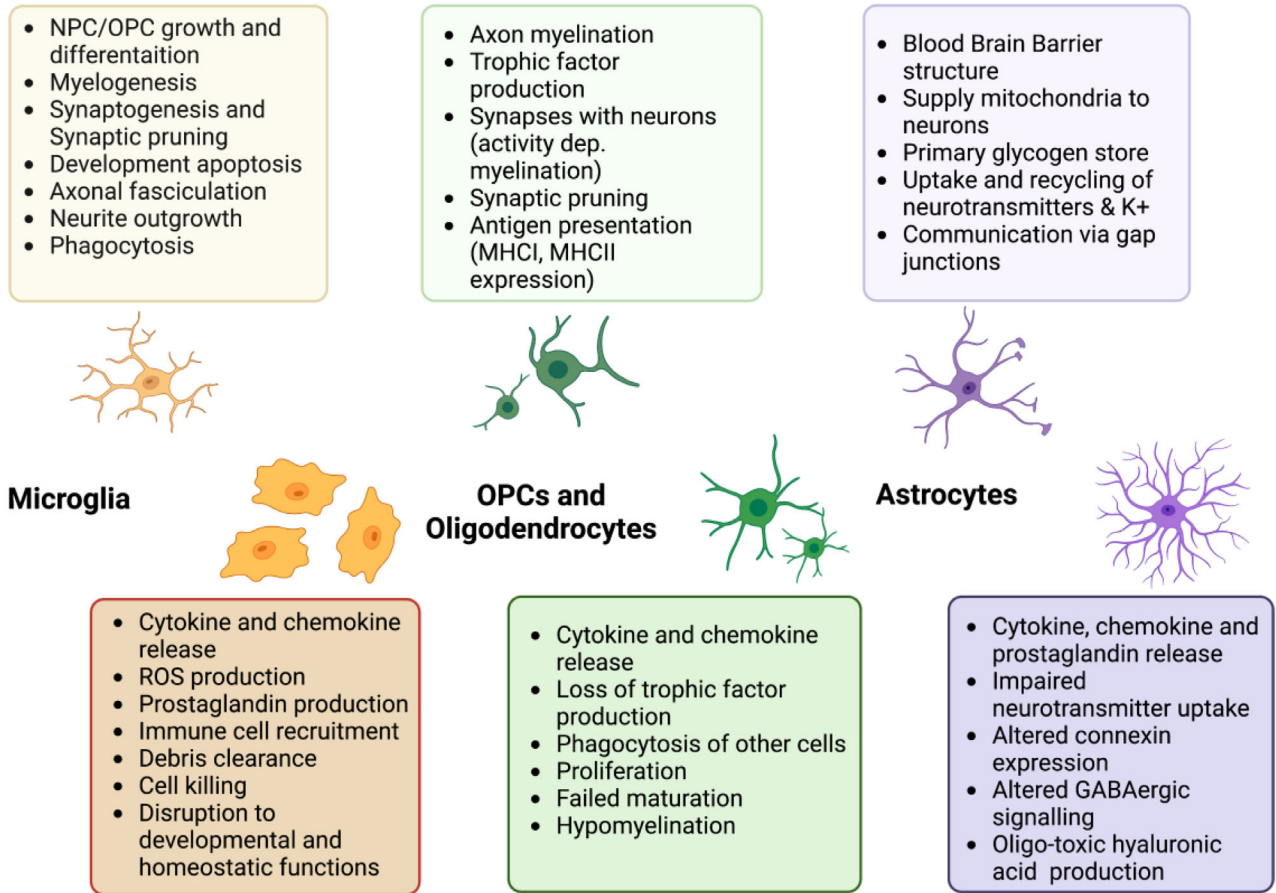 • NPC/OPC growth and
differentaition
• Myelogenesis
• Synaptogenesis and
Synaptic pruning
• Development apoptosis
• Axonal fasciculation
• Neurite outgrowth
• Phagocytosis
• Axon myelination
• Trophic factor
production
• Synapses with neurons
(activity dep.
myelination)
• Synaptic pruning
• Antigen presentation
(MHCI, MHCII
expression)
• Blood Brain Barrier
structure
• Supply mitochondria to
neurons
• Primary glycogen store
• Uptake and recycling of
neurotransmitters & K+
• Communication via gap
junctions
Microglia
OPCs and
Oligodendrocytes
Astrocytes
• Cytokine and chemokine
release
• ROS production
• Prostaglandin production
• Immune cell recruitment
• Debris clearance
• Cell killing
• Disruption to
developmental and
homeostatic functions
• Cytokine and chemokine
release
• Loss of trophic factor
production
• Phagocytosis of other cells
• Proliferation
• Failed maturation
• Hypomyelination
• Cytokine, chemokine and
prostaglandin release
• Impaired
neurotransmitter uptake
• Altered connexin
expression
• Altered GABAergic
signalling
• Oligo-toxic hyaluronic
acid production